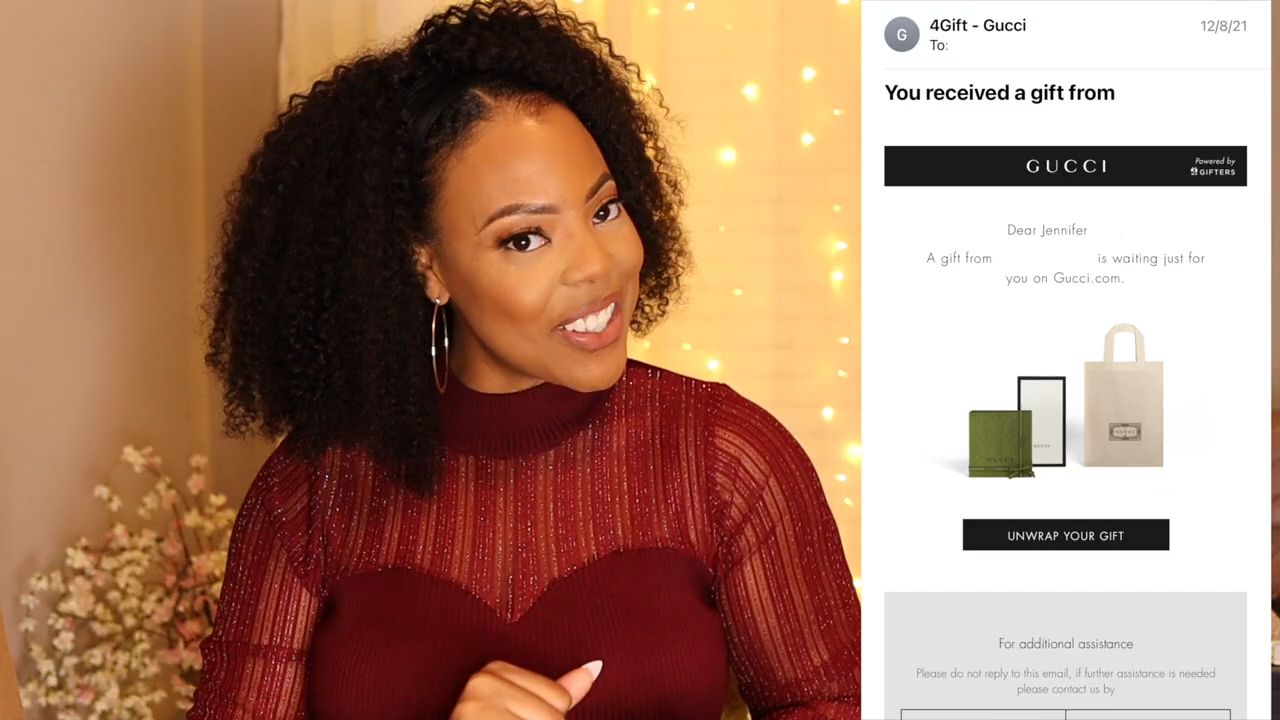 G
4Gift - Gucci
12/8/21
To:
You received a gift from
GUCCI
Powered by
GIFTERS
Dear Jennifer
A gift from is waiting just for
you on Gucci.com.
GUCCI
GUCCI
UNWRAP YOUR GIFT
For additional assistance
Please do not reply to this email, if further assistance is needed
please contact us by